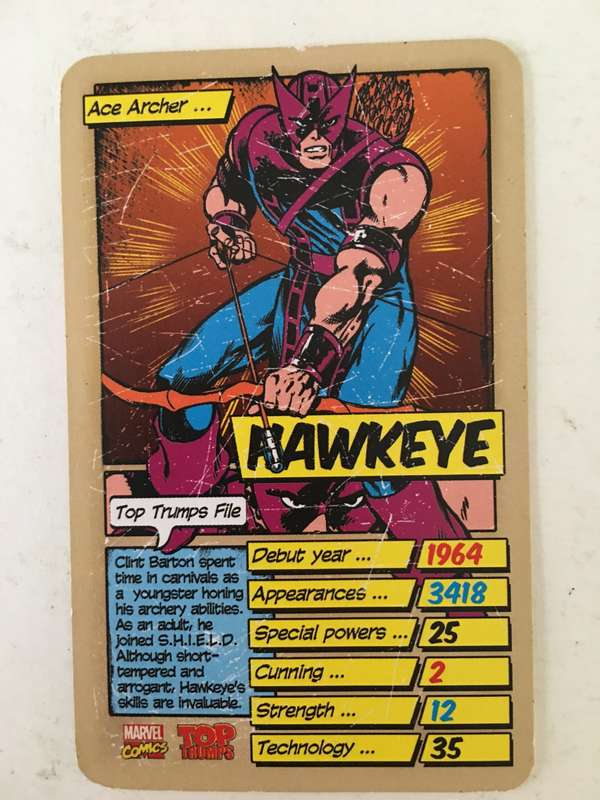 Ace Archer ...
HAWKEYE
Top Trumps File
Clint Barton spent
time in carnivals as
a youngster honing
his archery abilities.
As an adult, he
joined S.H.I.E.L.D.
Although short-
tempered and
arrogant, Hawkeye's
skills are invaluable.
Debut year ... 1964
Appearances ... 3418
Special powers ... 25
Cunning ... 2
Strength ... 12
Technology ... 35
MARVEL
COMICS
TOP
TRUMPS